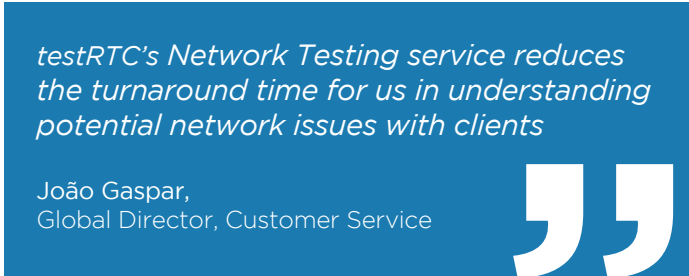 testRTC's Network Testing service reduces
the turnaround time for us in understanding
potential network issues with clients
João Gaspar,
Global Director, Customer Service
”